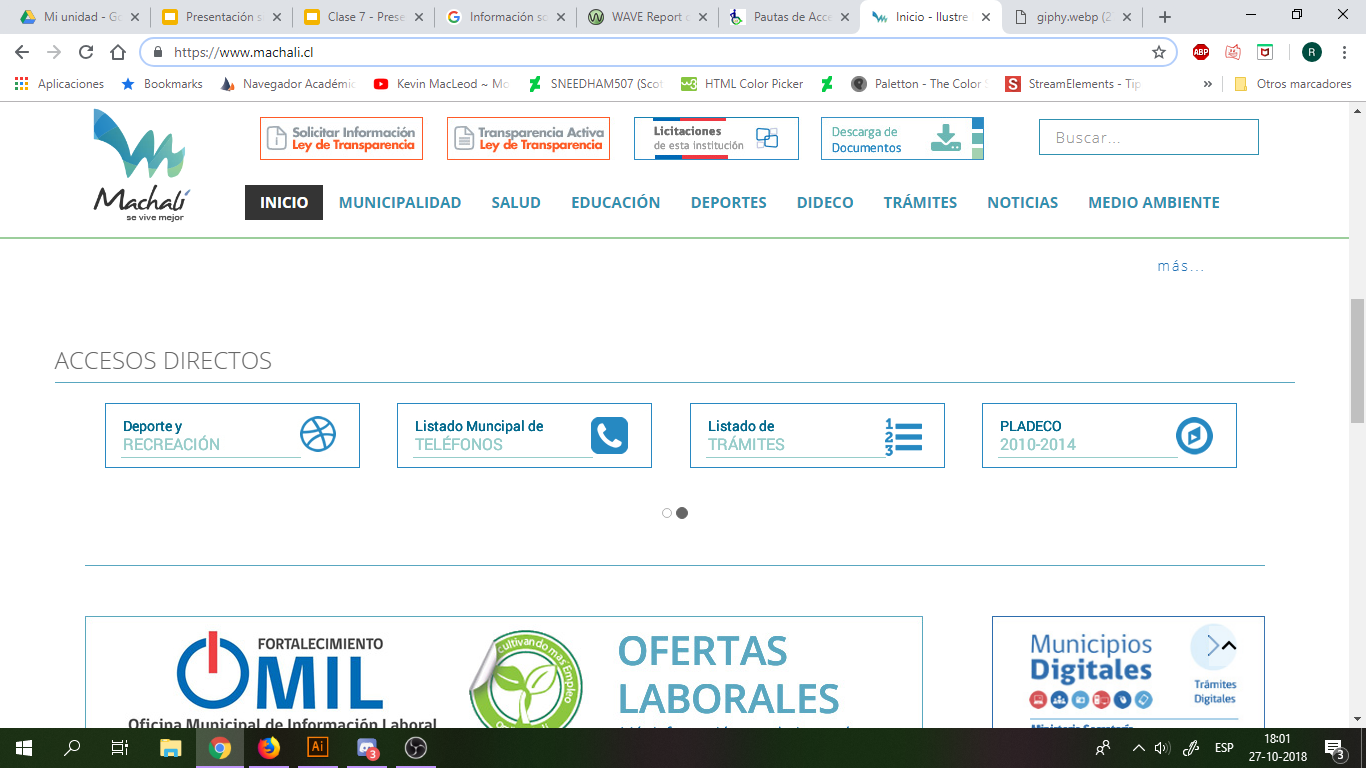 Mi unidad - Go
Presentación s
Clase 7 - Prese
Información so
WAVE Report o
Pautas de Acce
Inicio - Ilustre
giphy.webp (2
https://www.machali.cl
ABP
R
Aplicaciones
Bookmarks
Navegador Académic
Kevin MacLeod ~ Mo
SNEEDHAM507 (Scot
HTML Color Picker
Paletton - The Color S
StreamElements - Tip
»
Otros marcadores
Machalí
se vive mejor
Solicitar Información
Ley de Transparencia
Transparencia Activa
Ley de Transparencia
Licitaciones
de esta Institución
Descarga de
Documentos
Buscar...
INICIO
MUNICIPALIDAD
SALUD
EDUCACIÓN
DEPORTES
DIDECO
TRÁMITES
NOTICIAS
MEDIO AMBIENTE
más...
ACCESOS DIRECTOS
Deporte y
RECREACIÓN
Listado Muncipal de
TELÉFONOS
Listado de
TRÁMITES
1
2
3
PLADECO
2010-2014
FORTALECIMIENTO
OMIL
Oficina Municipal de Información Laboral
cultivando más Empleo
OFERTAS
LABORALES
Municipios
Digitales
Trámites
Digitales
Ministerio Secretaría
Ai
3
ESP
18:01
27-10-2018
3